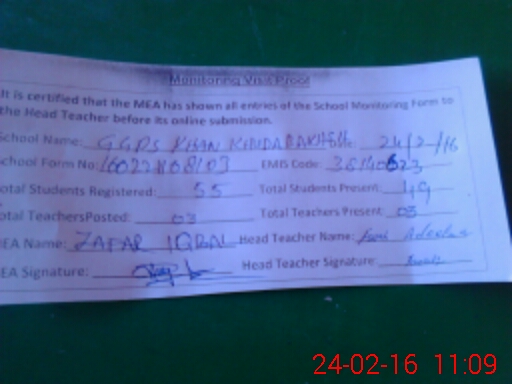 Monitoring Visit Proof
It is certified that the MEA has shown all entries of the School Monitoring Form to
the Head Teacher before its online submission.
School Name: GGPS KHAN 24/2/16
School Form No: EMIS Code:
Total Students Registered: 55 Total Students Present: 49
Total TeachersPosted: 03 Total Teachers Present: 03
MEA Name: ZAFAR IQBAL Head Teacher Name:
MEA Signature: Head Teacher Signature:
24-02-16 11:09